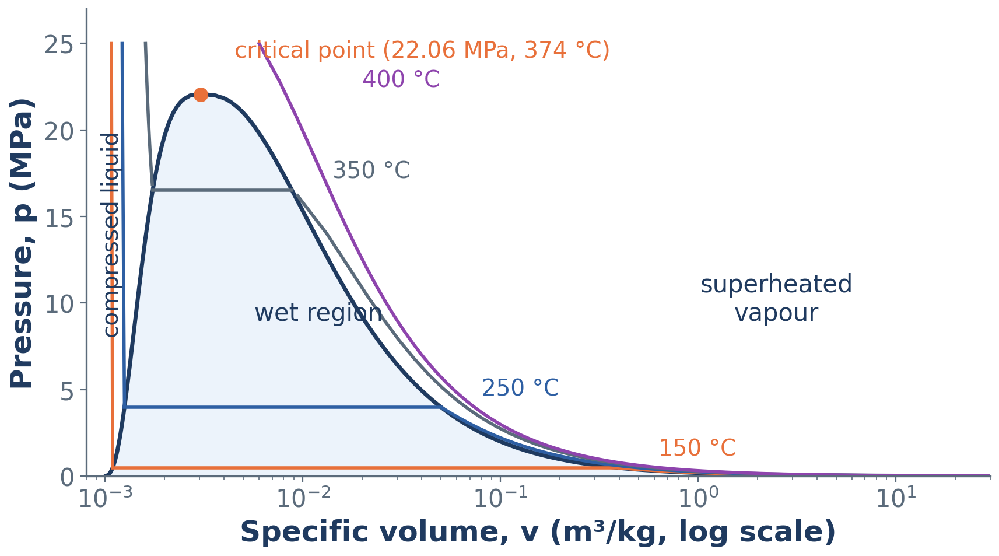 critical point (22.06 MPa, 374 °C)
400 °C
350 °C
compressed liquid
wet region
superheated
vapour
250 °C
150 °C
Pressure, p (MPa)
25
20
15
10
5
0
10⁻³
10⁻²
10⁻¹
10⁰
10¹
Specific volume, v (m³/kg, log scale)